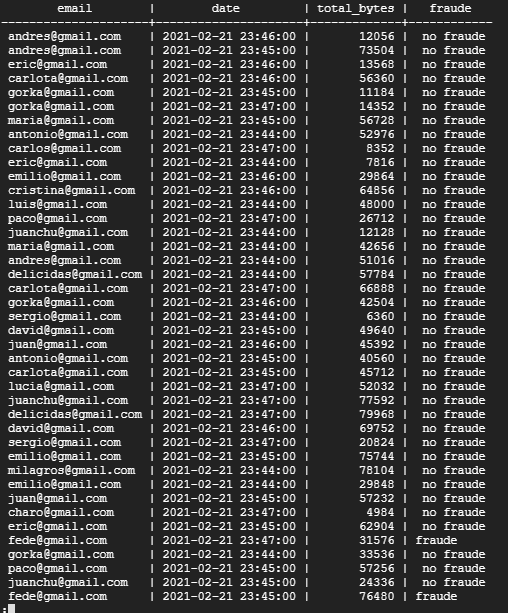 email | date | total_bytes | fraude
---------------------+---------------------+-------------+------------
andres@gmail.com | 2021-02-21 23:46:00 | 12056 | no fraude
andres@gmail.com | 2021-02-21 23:45:00 | 73504 | no fraude
eric@gmail.com | 2021-02-21 23:46:00 | 13568 | no fraude
carlota@gmail.com | 2021-02-21 23:46:00 | 56360 | no fraude
gorka@gmail.com | 2021-02-21 23:45:00 | 11184 | no fraude
gorka@gmail.com | 2021-02-21 23:47:00 | 14352 | no fraude
maria@gmail.com | 2021-02-21 23:45:00 | 56728 | no fraude
antonio@gmail.com | 2021-02-21 23:44:00 | 52976 | no fraude
carlos@gmail.com | 2021-02-21 23:47:00 | 8352 | no fraude
eric@gmail.com | 2021-02-21 23:44:00 | 7816 | no fraude
emilio@gmail.com | 2021-02-21 23:46:00 | 29864 | no fraude
cristina@gmail.com | 2021-02-21 23:46:00 | 64856 | no fraude
luis@gmail.com | 2021-02-21 23:44:00 | 48000 | no fraude
paco@gmail.com | 2021-02-21 23:47:00 | 26712 | no fraude
juanchu@gmail.com | 2021-02-21 23:44:00 | 12128 | no fraude
maria@gmail.com | 2021-02-21 23:44:00 | 42656 | no fraude
andres@gmail.com | 2021-02-21 23:44:00 | 51016 | no fraude
delicidas@gmail.com | 2021-02-21 23:44:00 | 57784 | no fraude
carlota@gmail.com | 2021-02-21 23:47:00 | 66888 | no fraude
gorka@gmail.com | 2021-02-21 23:46:00 | 42504 | no fraude
sergio@gmail.com | 2021-02-21 23:44:00 | 6360 | no fraude
david@gmail.com | 2021-02-21 23:45:00 | 49640 | no fraude
juan@gmail.com | 2021-02-21 23:46:00 | 45392 | no fraude
antonio@gmail.com | 2021-02-21 23:45:00 | 40560 | no fraude
carlota@gmail.com | 2021-02-21 23:45:00 | 45712 | no fraude
lucia@gmail.com | 2021-02-21 23:47:00 | 52032 | no fraude
juanchu@gmail.com | 2021-02-21 23:47:00 | 77592 | no fraude
delicidas@gmail.com | 2021-02-21 23:47:00 | 79968 | no fraude
david@gmail.com | 2021-02-21 23:46:00 | 69752 | no fraude
sergio@gmail.com | 2021-02-21 23:47:00 | 20824 | no fraude
emilio@gmail.com | 2021-02-21 23:45:00 | 75744 | no fraude
milagros@gmail.com | 2021-02-21 23:44:00 | 78104 | no fraude
emilio@gmail.com | 2021-02-21 23:44:00 | 29848 | no fraude
juan@gmail.com | 2021-02-21 23:45:00 | 57232 | no fraude
charo@gmail.com | 2021-02-21 23:47:00 | 4984 | no fraude
eric@gmail.com | 2021-02-21 23:45:00 | 62904 | no fraude
fede@gmail.com | 2021-02-21 23:47:00 | 31576 | fraude
gorka@gmail.com | 2021-02-21 23:44:00 | 33536 | no fraude
paco@gmail.com | 2021-02-21 23:45:00 | 57256 | no fraude
juanchu@gmail.com | 2021-02-21 23:45:00 | 24336 | no fraude
fede@gmail.com | 2021-02-21 23:45:00 | 76480 | fraude
: